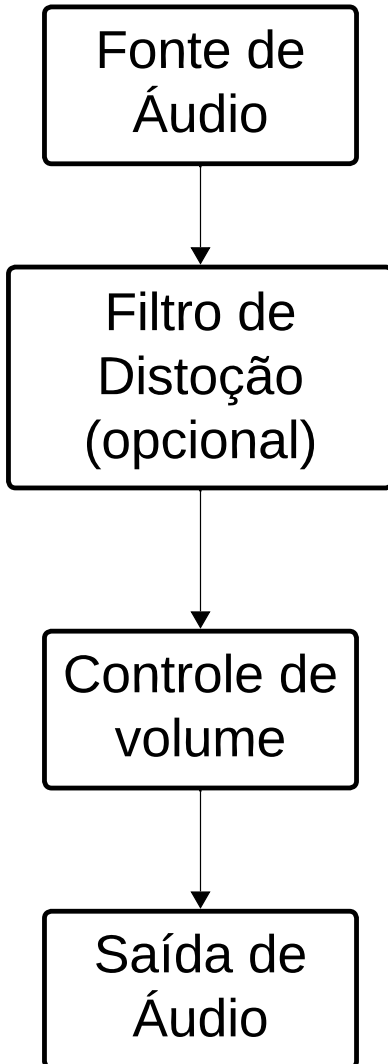 Fonte de
Áudio
Filtro de
Distoção
(opcional)
Controle de
volume
Saída de
Áudio